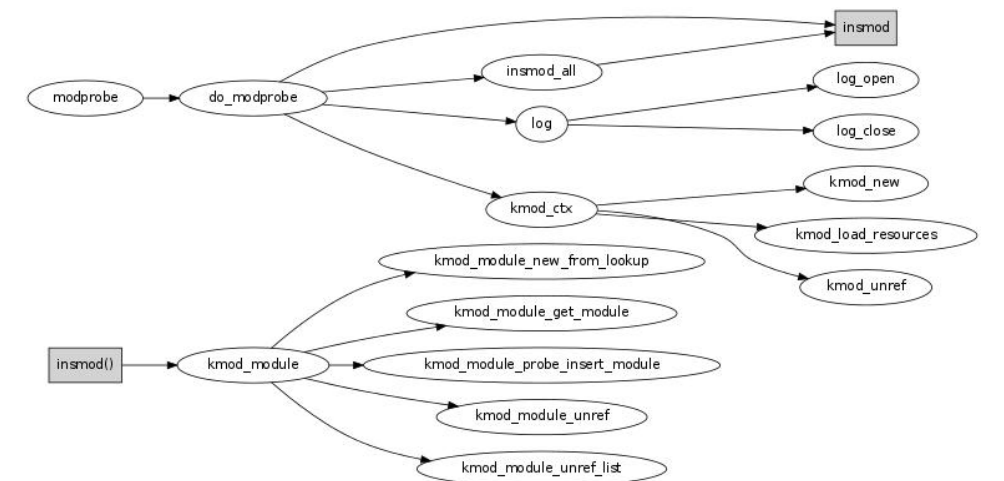 insmod
insmod_all
log_open
modprobe
do_modprobe
log
log_close
kmod_new
kmod_ctx
kmod_load_resources
kmod_module_new_from_lookup
kmod_unref
kmod_module_get_module
insmod()
kmod_module
kmod_module_probe_insert_module
kmod_module_unref
kmod_module_unref_list